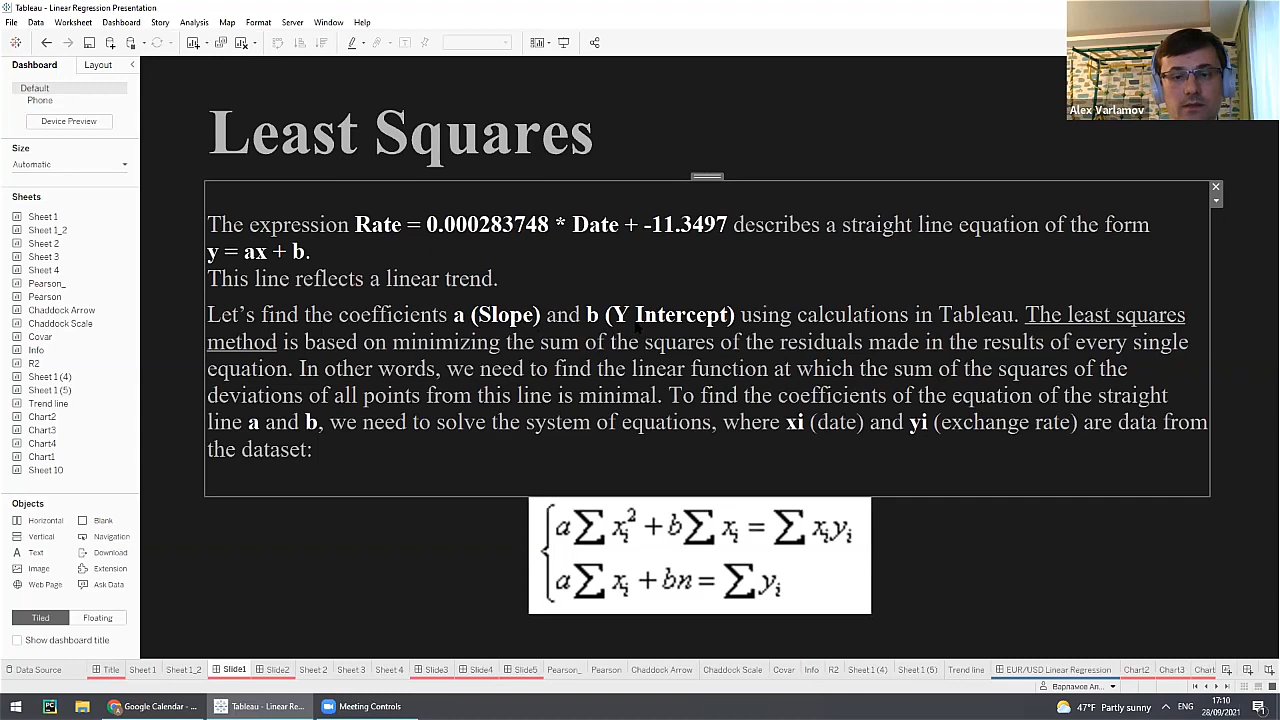 Tableau - Linear Regression Presentation
File Data Worksheet Dashboard Story Analysis Map Format Server Window Help
Dashboard Layout
Default
Phone
Device Preview
Size
Automatic
Sheets
Sheet 1
Sheet 1_2
Sheet 2
Sheet 3
Sheet 4
Pearson_
Pearson
Chaddock Arrow
Chaddock Scale
Covar
Info
R2
Sheet 1 (4)
Sheet 1 (5)
Trend line
Chart2
Chart3
Chart4
Chart1
Sheet 10
Objects
Horizontal Blank
Vertical Navigation
Text Download
Image Extension
Web Page Ask Data
Tiled Floating
Show dashboard title
Alex Varlamov
Least Squares
The expression Rate = 0.000283748 * Date + -11.3497 describes a straight line equation of the form
y = ax + b.
This line reflects a linear trend.
Let’s find the coefficients a (Slope) and b (Y Intercept) using calculations in Tableau. The least squares
method is based on minimizing the sum of the squares of the residuals made in the results of every single
equation. In other words, we need to find the linear function at which the sum of the squares of the
deviations of all points from this line is minimal. To find the coefficients of the equation of the straight
line a and b, we need to solve the system of equations, where xi (date) and yi (exchange rate) are data from
the dataset:
a∑xᵢ² + b∑xᵢ = ∑xᵢyᵢ
a∑xᵢ + bn = ∑yᵢ
Data Source Title Sheet 1 Sheet 1_2 Slide1 Slide2 Sheet 2 Sheet 3 Sheet 4 Slide3 Slide4 Slide5 Pearson_ Pearson Chaddock Arrow Chaddock Scale Covar Info R2 Sheet 1 (4) Sheet 1 (5) Trend line EUR/USD Linear Regression Chart2 Chart3 Chart
Варламов Ал...
Google Calendar - ... Tableau - Linear Re... Meeting Controls
47°F Partly sunny
ENG
17:10
28/09/2021